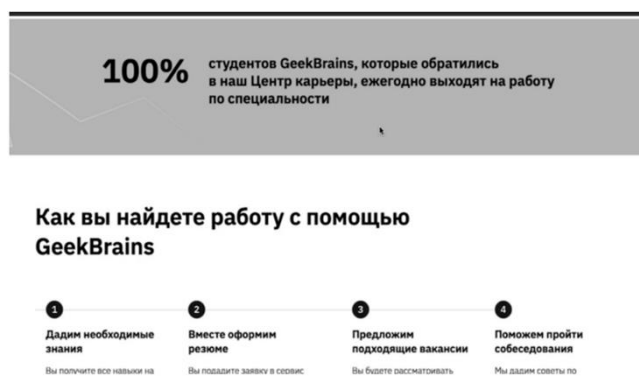 100%
студентов GeekBrains, которые обратились
в наш Центр карьеры, ежегодно выходят на работу
по специальности
Как вы найдете работу с помощью
GeekBrains
1
Дадим необходимые
знания
Вы получите все навыки на
2
Вместе оформим
резюме
Вы подадите заявку в сервис
3
Предложим
подходящие вакансии
Вы будете рассматривать
4
Поможем пройти
собеседования
Мы дадим советы по